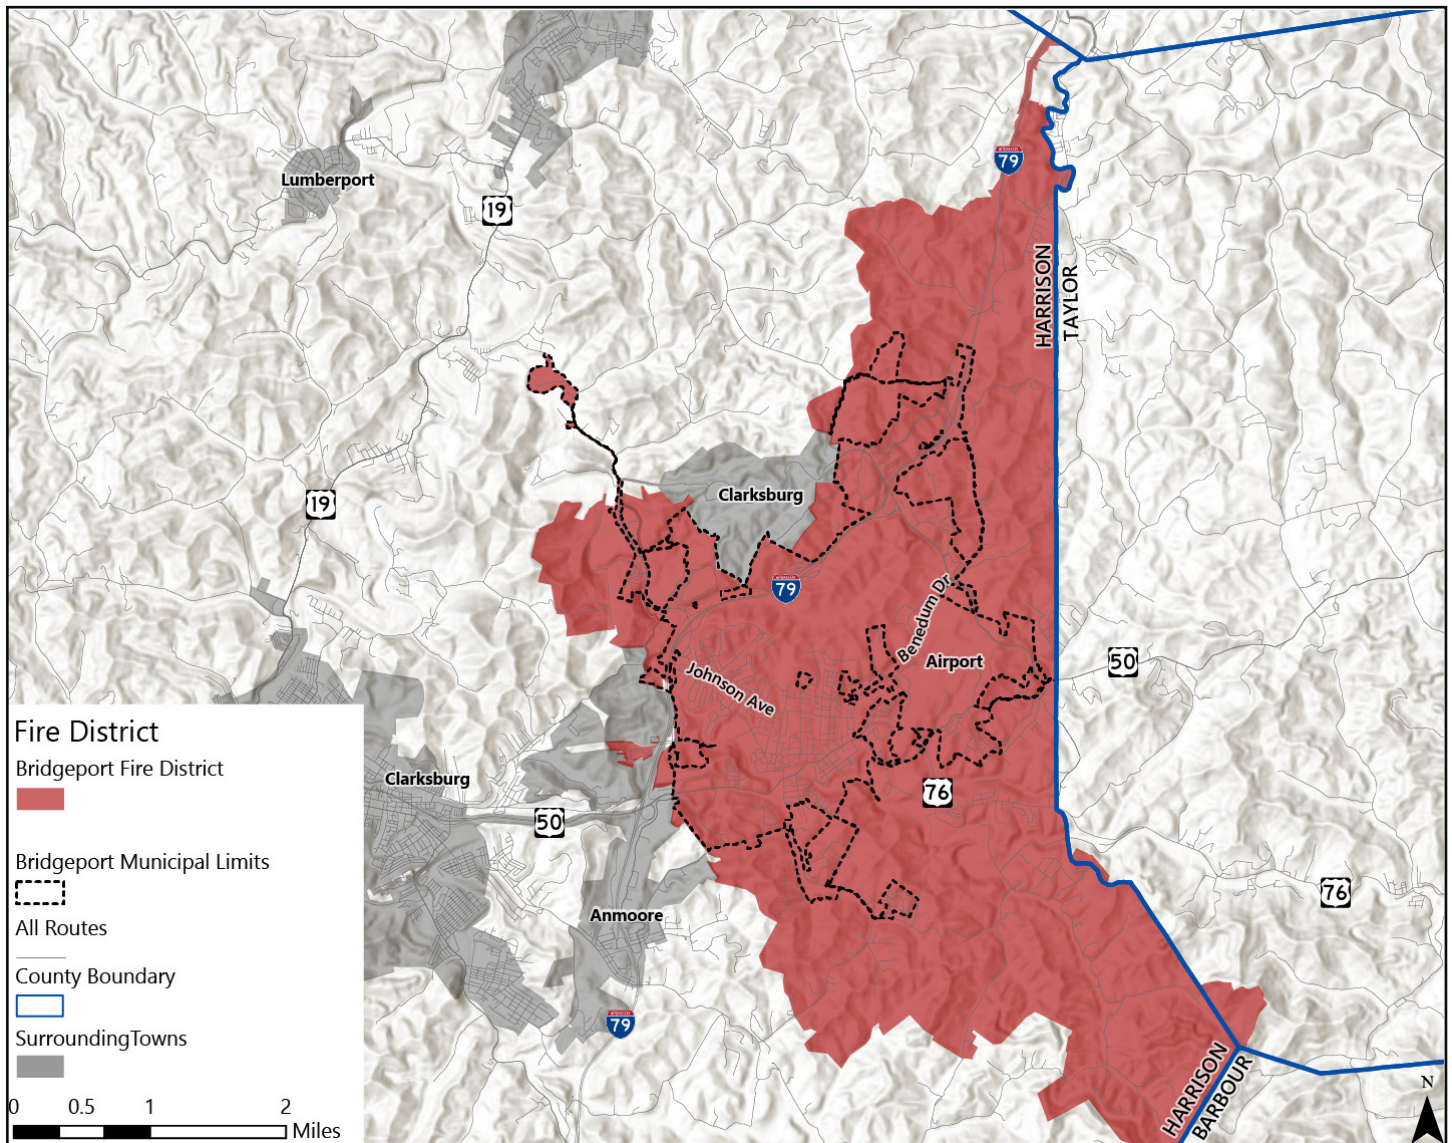 Lumberport
19
79
HARRISON
TAYLOR
19
Clarksburg
79
Benedum Dr
Airport
50
Johnson Ave
Clarksburg
50
76
76
Anmoore
79
HARRISON
BARBOUR
Fire District
Bridgeport Fire District
Bridgeport Municipal Limits
All Routes
County Boundary
SurroundingTowns
0 0.5 1 2
Miles
N